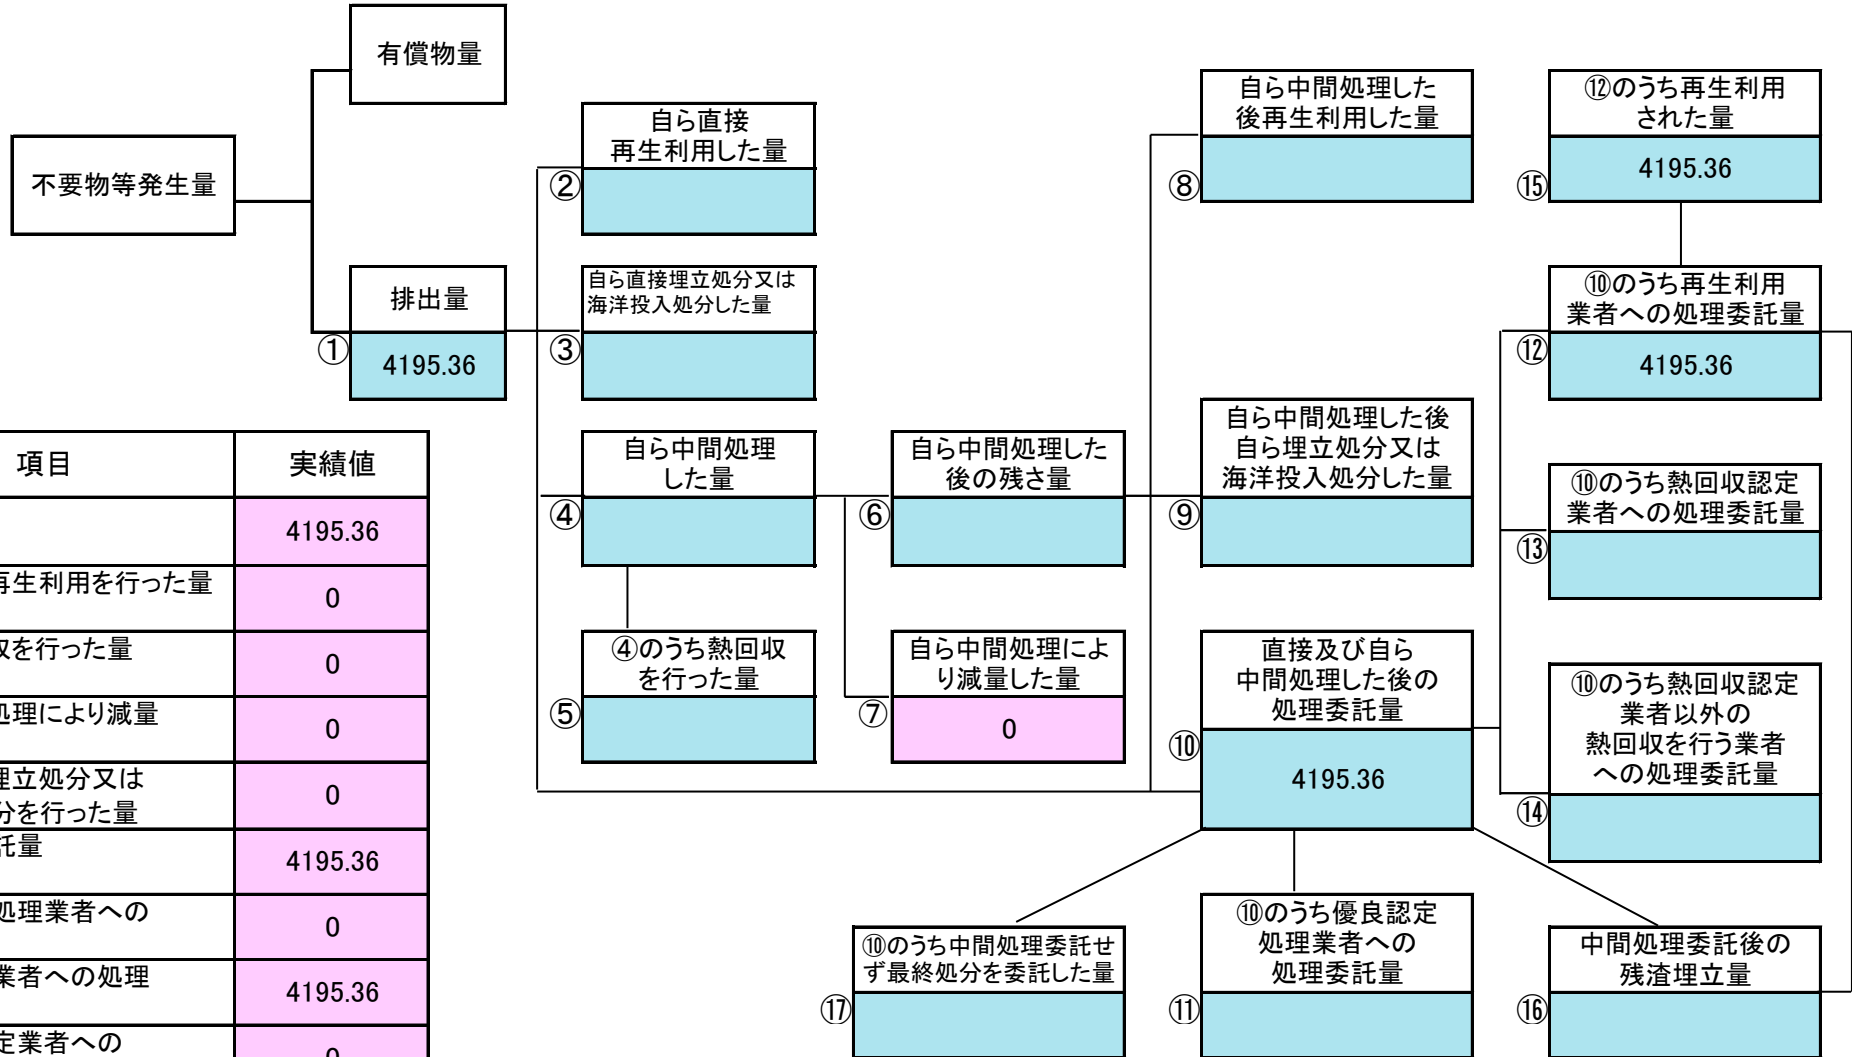 有償物量
不要物等発生量
排出量
①
4195.36
自ら直接
再生利用した量
②
自ら直接埋立処分又は
海洋投入処分した量
③
自ら中間処理
した量
④
④のうち熱回収
を行った量
⑤
自ら中間処理した
後の残さ量
⑥
自ら中間処理によ
り減量した量
⑦
0
自ら中間処理した
後再生利用した量
⑧
自ら中間処理した後
自ら埋立処分又は
海洋投入処分した量
⑨
直接及び自ら
中間処理した後の
処理委託量
⑩
4195.36
⑫のうち再生利用
された量
⑮
4195.36
⑩のうち再生利用
業者への処理委託量
⑫
4195.36
⑩のうち熱回収認定
業者への処理委託量
⑬
⑩のうち熱回収認定
業者以外の
熱回収を行う業者
への処理委託量
⑭
⑩のうち中間処理委託せ
ず最終処分を委託した量
⑰
⑩のうち優良認定
処理業者への
処理委託量
⑪
中間処理委託後の
残渣埋立量
⑯
項目 実績値
4195.36
再生利用を行った量 0
を行った量 0
処理により減量 0
埋立処分又は
分を行った量 0
託量 4195.36
処理業者への 0
業者への処理 4195.36
定業者への 0